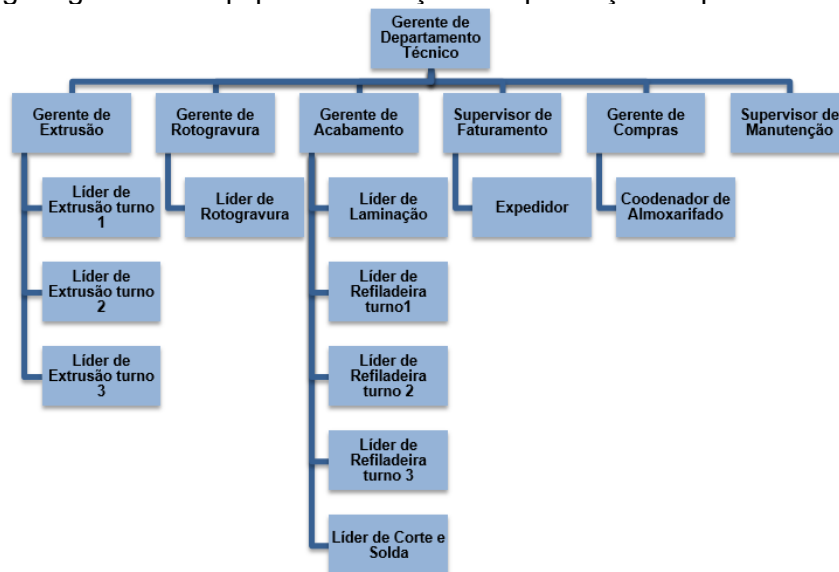 Gerente de
Departamento
Técnico
Gerente de
Extrusão
Gerente de
Rotogravura
Gerente de
Acabamento
Supervisor de
Faturamento
Gerente de
Compras
Supervisor de
Manutenção
Líder de
Extrusão turno
1
Líder de
Rotogravura
Líder de
Laminação
Expedidor
Coodenador de
Almoxarifado
Líder de
Extrusão turno
2
Líder de
Refiladeira
turno1
Líder de
Extrusão turno
3
Líder de
Refiladeira
turno 2
Líder de
Refiladeira
turno 3
Líder de Corte e
Solda